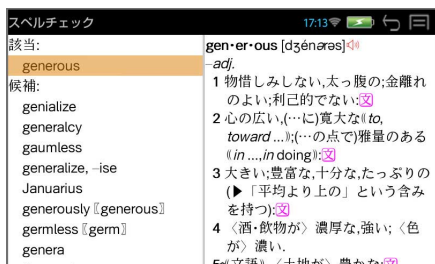 スペルチェック
17:13
該当:
generous
候補:
genialize
generalcy
gaumless
generalize, –ise
Januarius
generously〖generous〗
germless〖germ〗
genera
gen・er・ous [dʒénərəs]
–adj.
1 物惜しみしない,太っ腹の;金離れ
のよい;利己的でない:文
2 心の広い,(…に)寛大な⦅to,
toward ...⦆;(…の点で)雅量のある
⦅in ...,in doing⦆:文
3 大きい;豊富な,十分な,たっぷりの
(▶「平均より上の」という含み
を持つ):文
4 〈酒・飲物が〉濃厚な,強い; 〈色
が〉濃い.